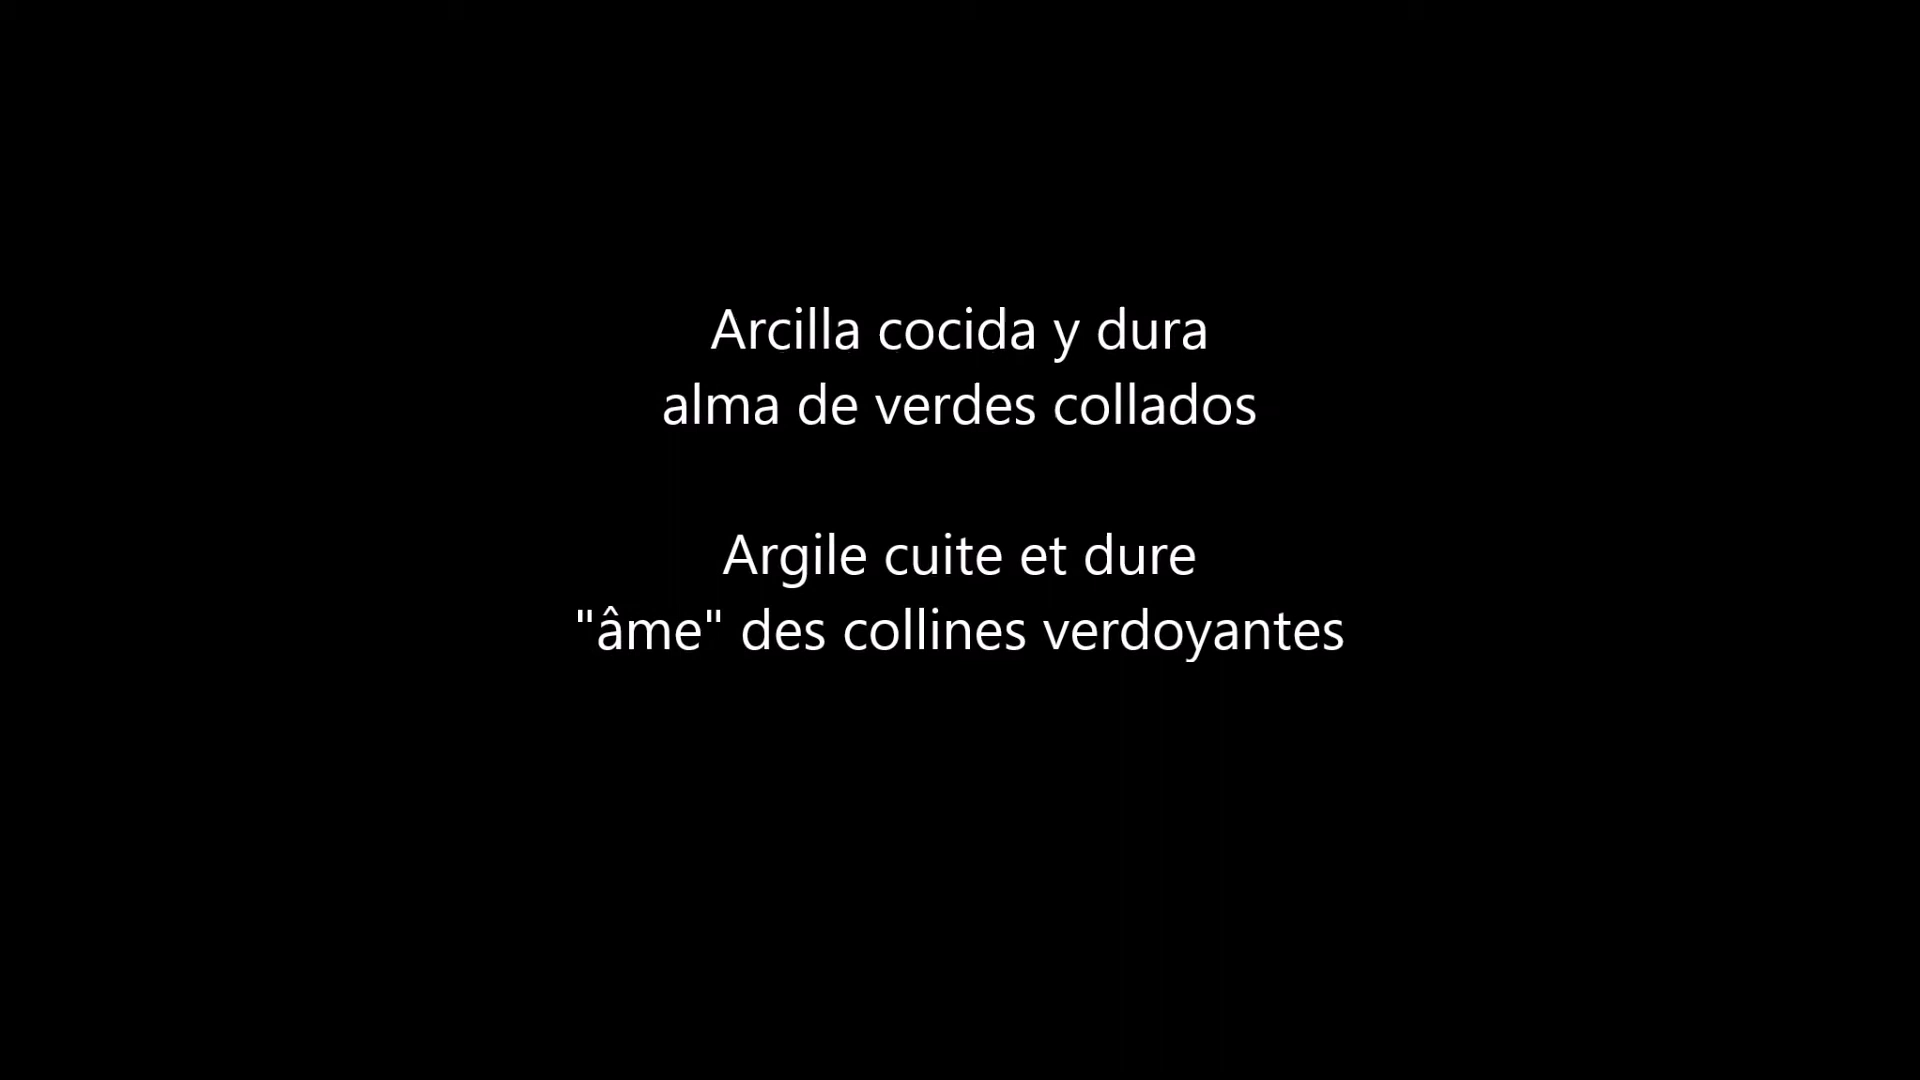 Arcilla cocida y dura
alma de verdes collados
Argile cuite et dure
"âme" des collines verdoyantes